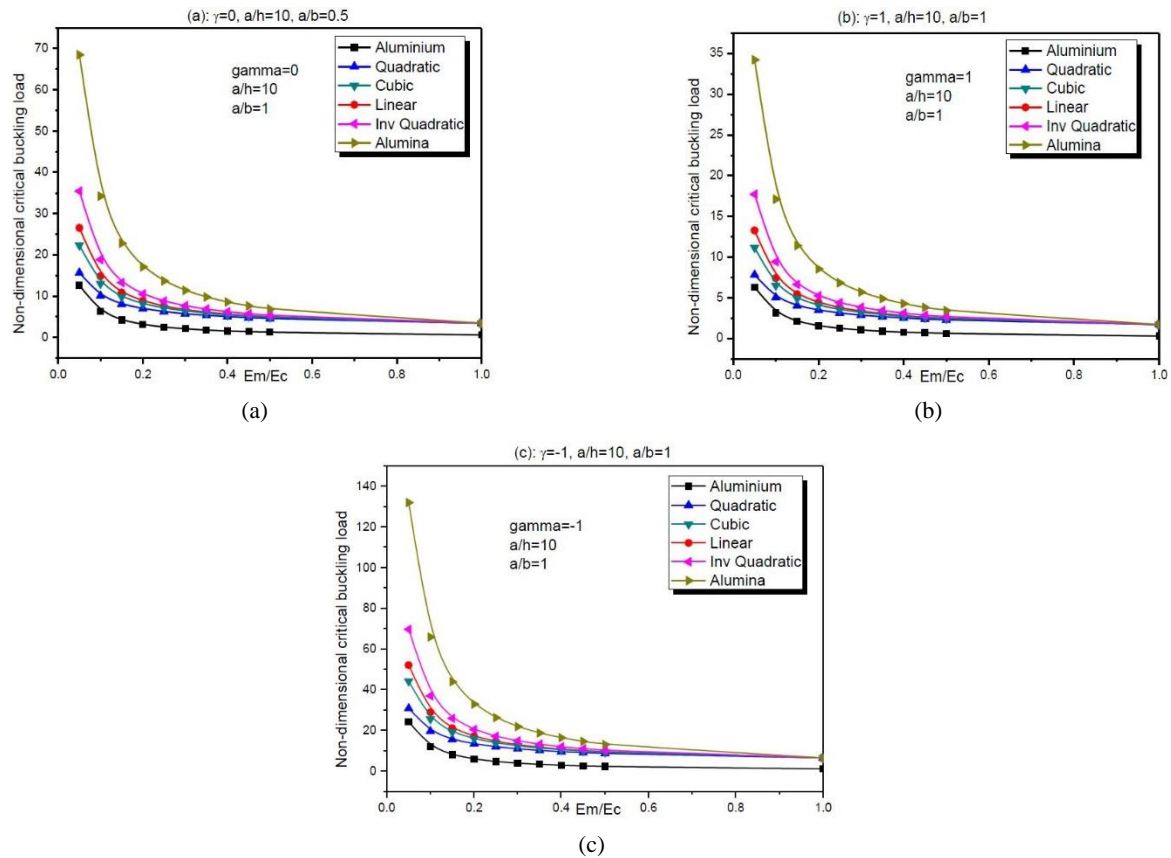 (a): γ=0, a/h=10, a/b=0.5
Non-dimensional critical buckling load
70
60
50
40
30
20
10
0
gamma=0
a/h=10
a/b=1
Aluminium
Quadratic
Cubic
Linear
Inv Quadratic
Alumina
0.0 0.2 0.4 0.6 0.8 1.0
Em/Ec
(a)
(b): γ=1, a/h=10, a/b=1
Non-dimensional critical buckling load
35
30
25
20
15
10
5
0
gamma=1
a/h=10
a/b=1
Aluminium
Quadratic
Cubic
Linear
Inv Quadratic
Alumina
0.0 0.2 0.4 0.6 0.8 1.0
Em/Ec
(b)
(c): γ=-1, a/h=10, a/b=1
Non-dimensional critical buckling load
140
120
100
80
60
40
20
0
gamma=-1
a/h=10
a/b=1
Aluminium
Quadratic
Cubic
Linear
Inv Quadratic
Alumina
0.0 0.2 0.4 0.6 0.8 1.0
Em/Ec
(c)